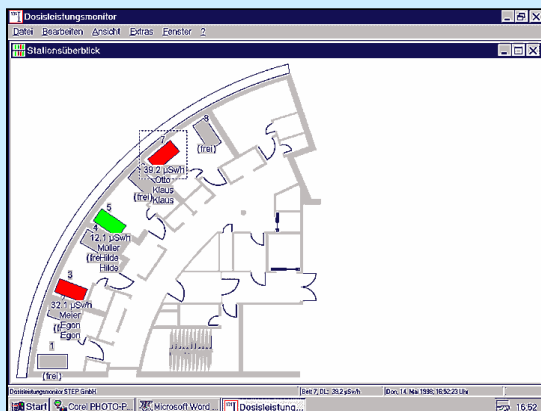 Dosisleistungsmonitor
Datei Bearbeiten Ansicht Extras Fenster ?
Stationsüberblick
8
(frei)
7
39,2 µSv/h
Otto
Klaus
Klaus
(frei)
5
12,1 µSv/h
Müller
Hilde
Hilde
4
(frei
3
32,1 µSv/h
Meier
Egon
Egon
1
(frei)
Dosisleistungsmonitor STEP GmbH
Bett 7, DL: 39,2 µSv/h
Don, 14. Mai 1998, 16:52:23 Uhr
Start
Corel PHOTO-P...
Microsoft Word ...
Dosisleistung...
16:52